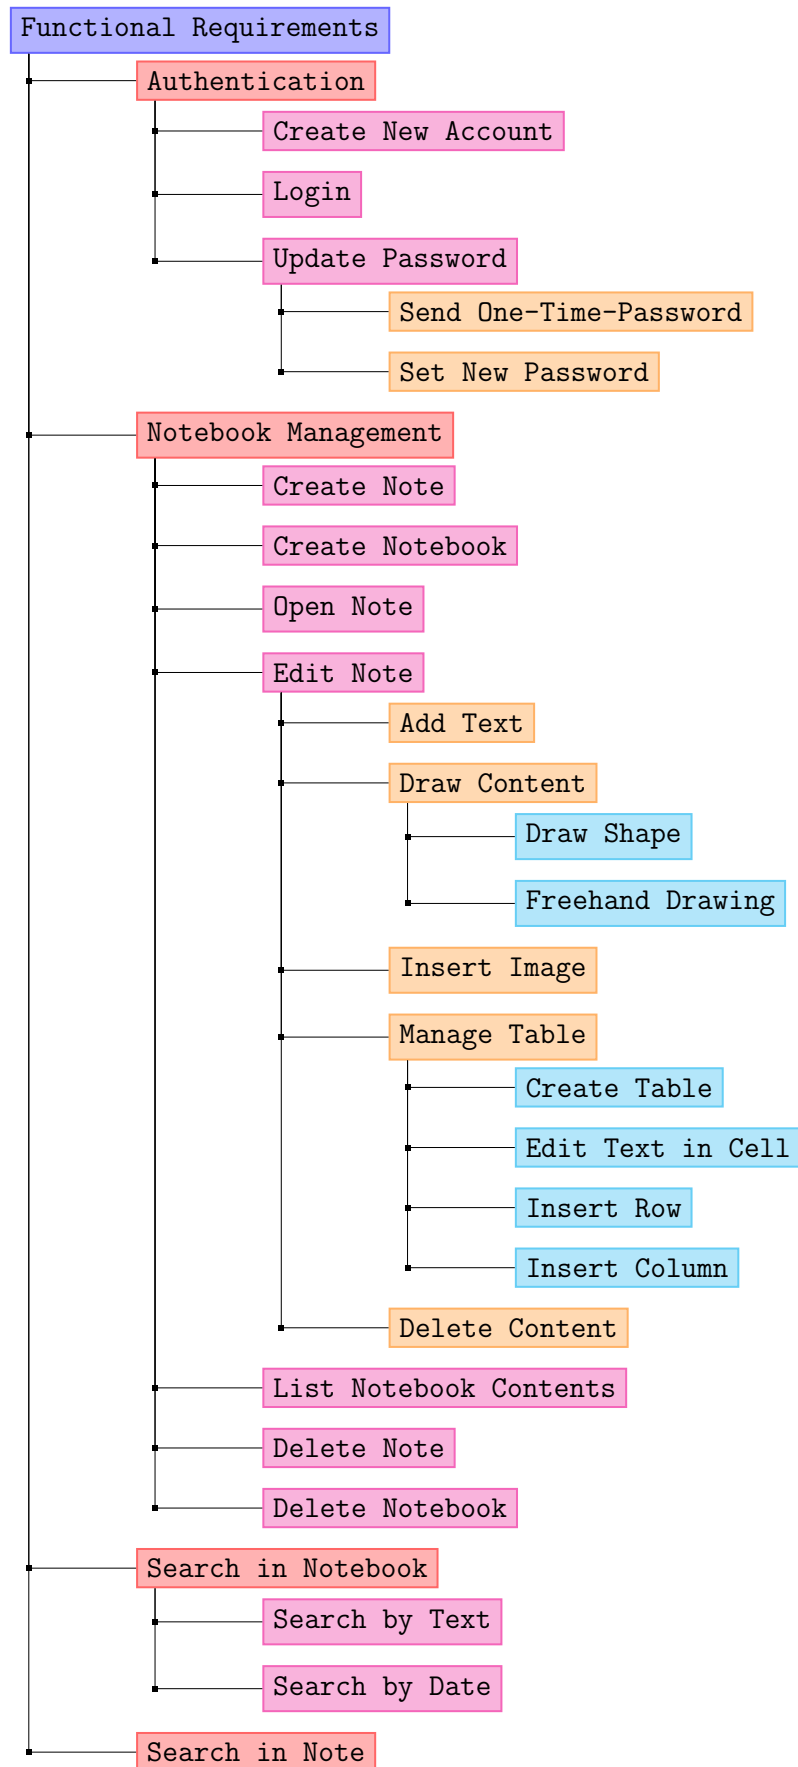 Functional Requirements
Authentication
Create New Account
Login
Update Password
Send One-Time-Password
Set New Password
Notebook Management
Create Note
Create Notebook
Open Note
Edit Note
Add Text
Draw Content
Draw Shape
Freehand Drawing
Insert Image
Manage Table
Create Table
Edit Text in Cell
Insert Row
Insert Column
Delete Content
List Notebook Contents
Delete Note
Delete Notebook
Search in Notebook
Search by Text
Search by Date
Search in Note